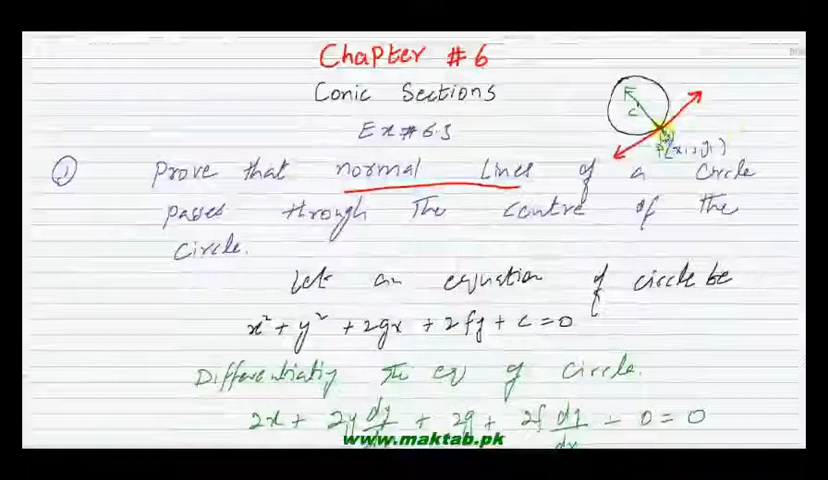 Chapter # 6
Conic Sections
Ex # 6.3
C
P(x₁, y₁)
Q1 Prove that normal lines of a circle
passes through the centre of the
circle.
Let an equation of circle be
x² + y² + 2gx + 2fy + c = 0
Differentiating the eq of circle.
2x + 2y dy/dx + 2g + 2f dy/dx - 0 = 0
www.maktab.pk